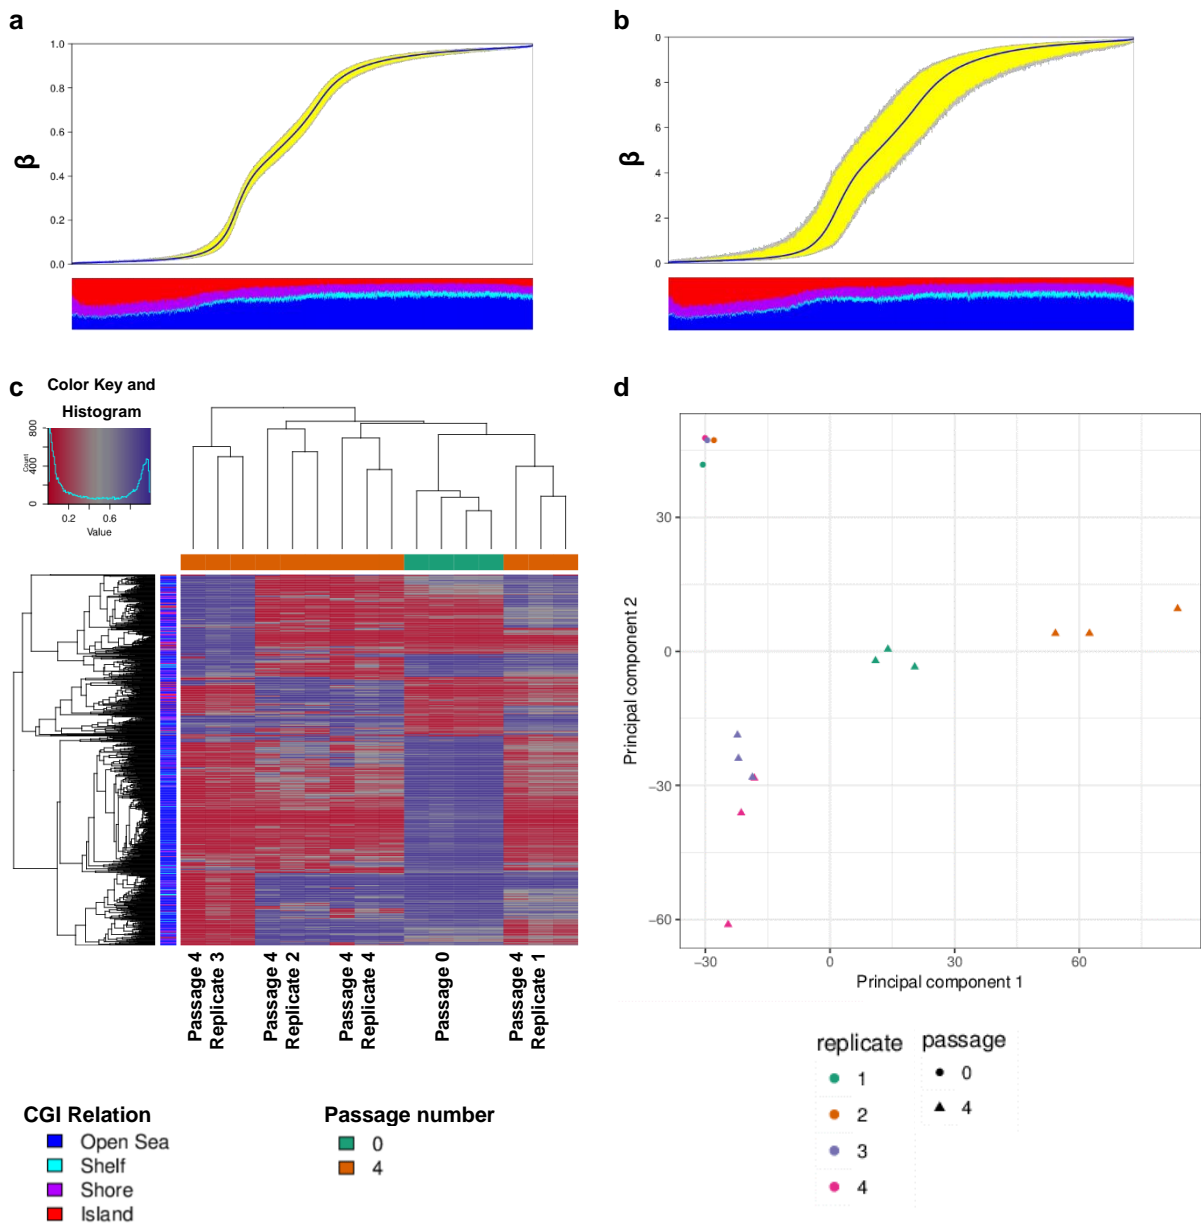 a
b
1.0
0.8
0.6
0.4
0.2
0.0
β
0
8
6
4
2
0
β
c
Color Key and
Histogram
Count
0 400 800
0.2 0.6
Value
Passage 4
Replicate 3
Passage 4
Replicate 2
Passage 4
Replicate 4
Passage 0
Passage 4
Replicate 1
d
Principal component 2
30
0
−30
−60
−30 0 30 60
Principal component 1
replicate
1
2
3
4
passage
0
4
CGI Relation
Open Sea
Shelf
Shore
Island
Passage number
0
4